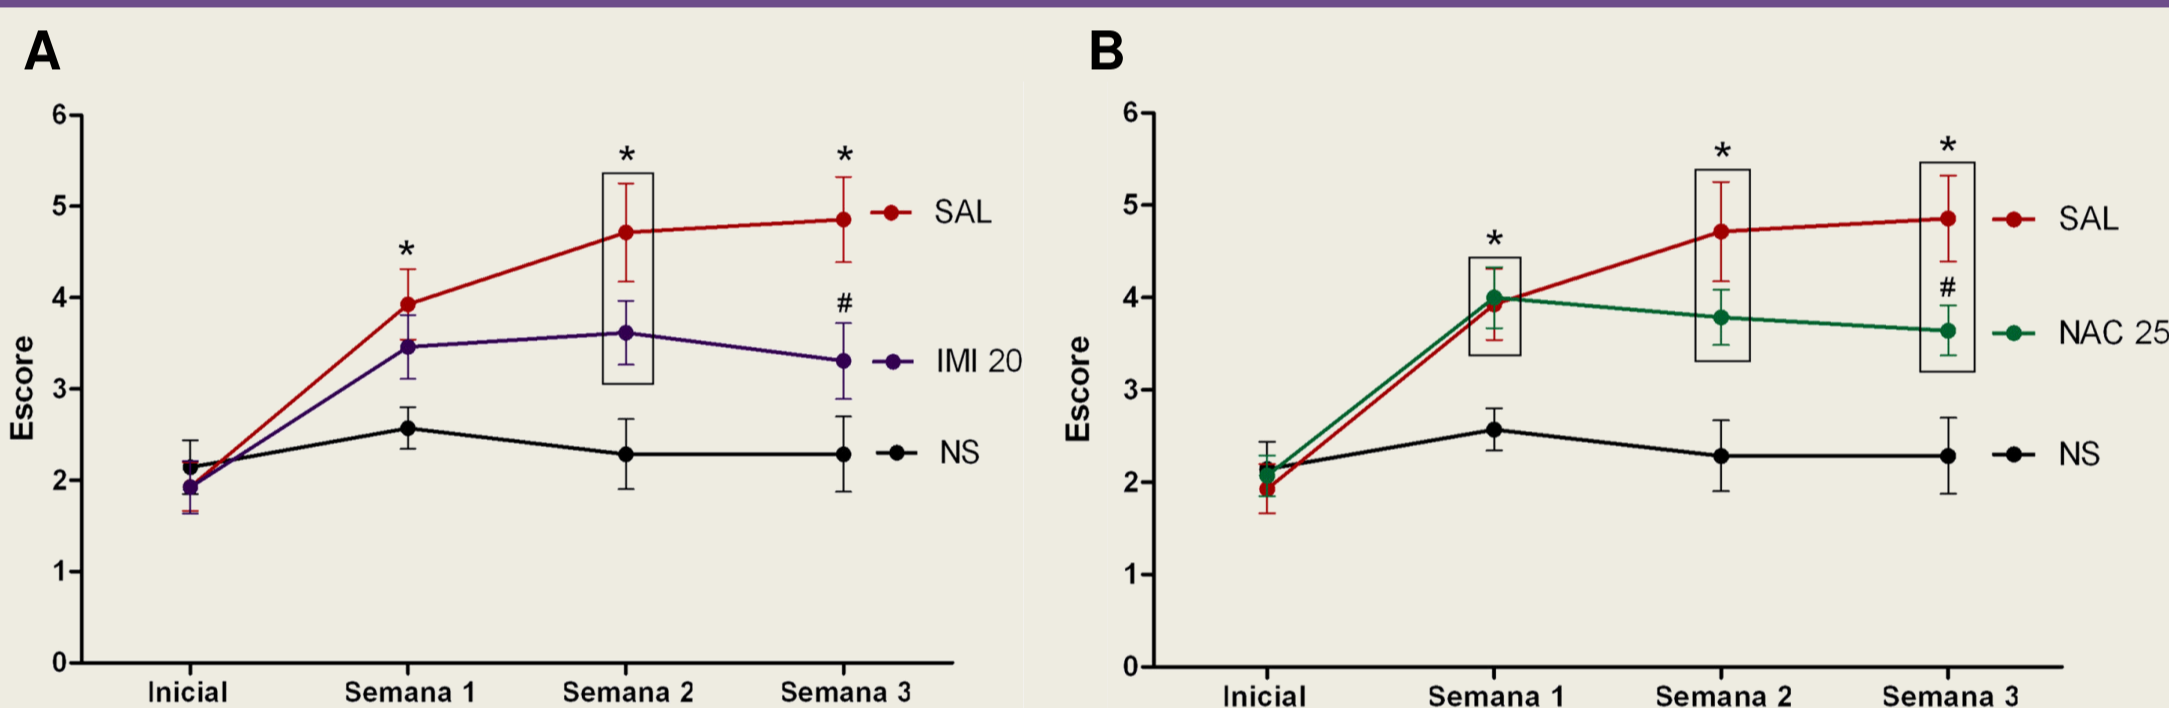 A
Escore
6
5
4
3
2
1
0
*
*
*
#
SAL
IMI 20
NS
Inicial
Semana 1
Semana 2
Semana 3
B
Escore
6
5
4
3
2
1
0
*
*
*
#
SAL
NAC 25
NS
Inicial
Semana 1
Semana 2
Semana 3